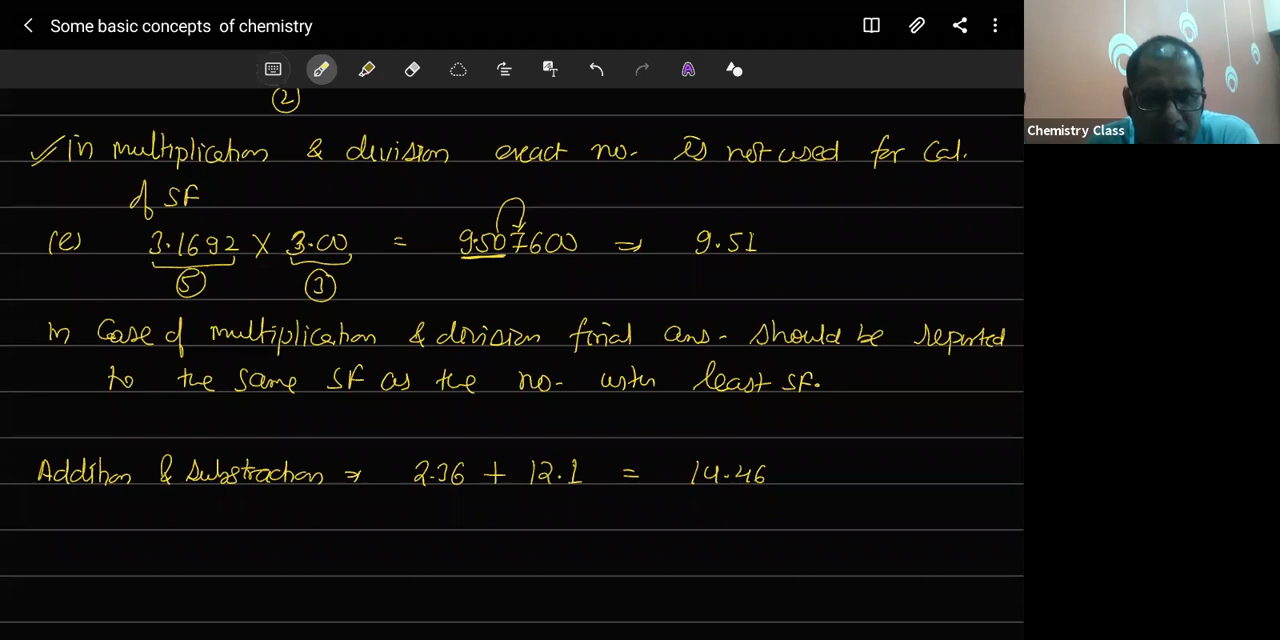 Some basic concepts of chemistry
Chemistry Class
②
✓ In multiplication & division exact no. is not used for Cal.
of SF
(e) 3.1692 × 3.00 = 9.507600 ⇒ 9.51
⑤ ③
In Case of multiplication & division final ans. should be reported
to the same SF as the no. with least SF.
Addition & Substraction ⇒ 2.36 + 12.1 = 14.46